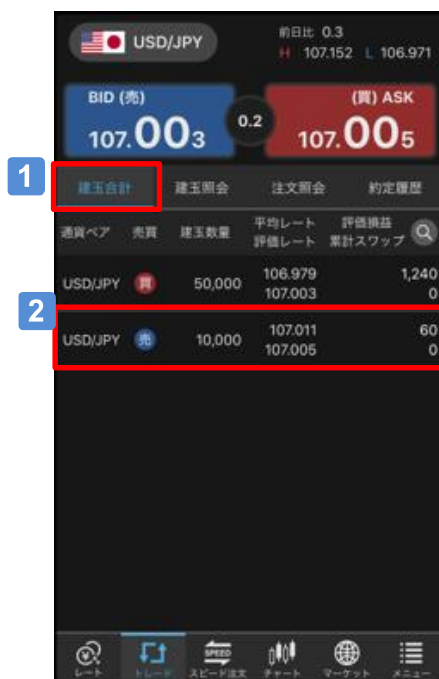 USD/JPY
前日比 0.3
H 107.152 L 106.971
BID (売)
(買) ASK
107.003
0.2
107.005
1
建玉合計 建玉照会 注文照会 約定履歴
通貨ペア 売買 建玉数量 平均レート 評価損益
評価レート 累計スワップ
USD/JPY 買 50,000 106.979 1,240
107.003 0
2
USD/JPY 売 10,000 107.011 60
107.005 0
SPEED
レート トレード スピード注文 チャート マーケット メニュー